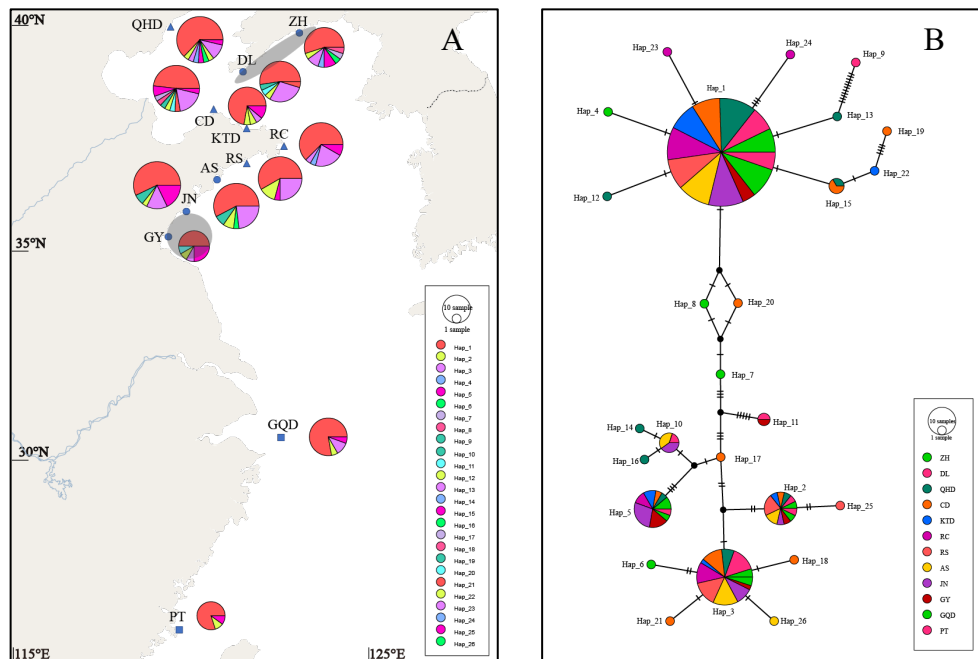 A
40°N
QHD
ZH
DL
CD
KTD
RC
RS
AS
JN
GY
35°N
GQD
30°N
PT
115°E
125°E
10 sample
1 sample
Hap_1
Hap_2
Hap_3
Hap_4
Hap_5
Hap_6
Hap_7
Hap_8
Hap_9
Hap_10
Hap_11
Hap_12
Hap_13
Hap_14
Hap_15
Hap_16
Hap_17
Hap_18
Hap_19
Hap_20
Hap_21
Hap_22
Hap_23
Hap_24
Hap_25
Hap_26
B
Hap_23
Hap_24
Hap_9
Hap_1
Hap_4
Hap_13
Hap_19
Hap_22
Hap_12
Hap_15
Hap_8
Hap_20
Hap_7
Hap_11
Hap_14
Hap_10
Hap_16
Hap_17
Hap_2
Hap_5
Hap_25
Hap_6
Hap_18
Hap_3
Hap_21
Hap_26
10 samples
1 sample
ZH
DL
QHD
CD
KTD
RC
RS
AS
JN
GY
GQD
PT